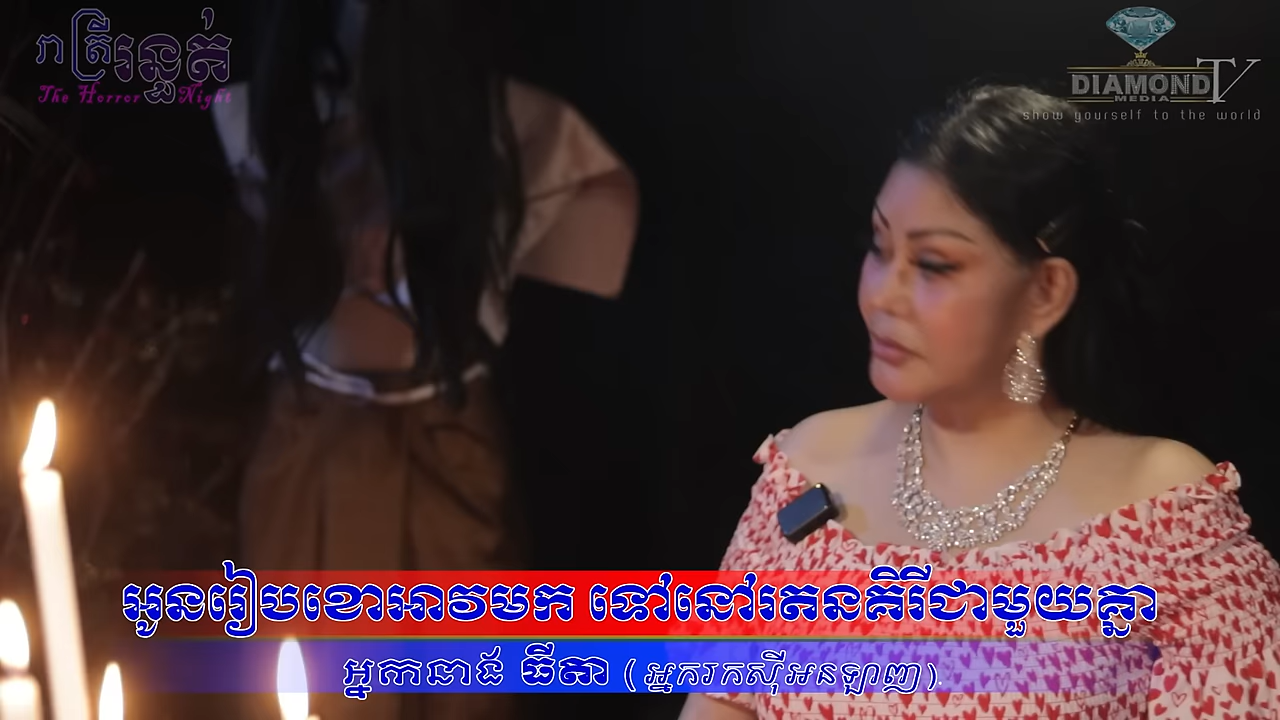 រាត្រីរន្ធត់
The Horror Night
DIAMOND TV
MEDIA
show yourself to the world
អូនរៀបខោអាវមក ទៅនៅរតនគិរីជាមួយគ្នា
អ្នកនាង ធីតា (អ្នករកស៊ីអនឡាញ).